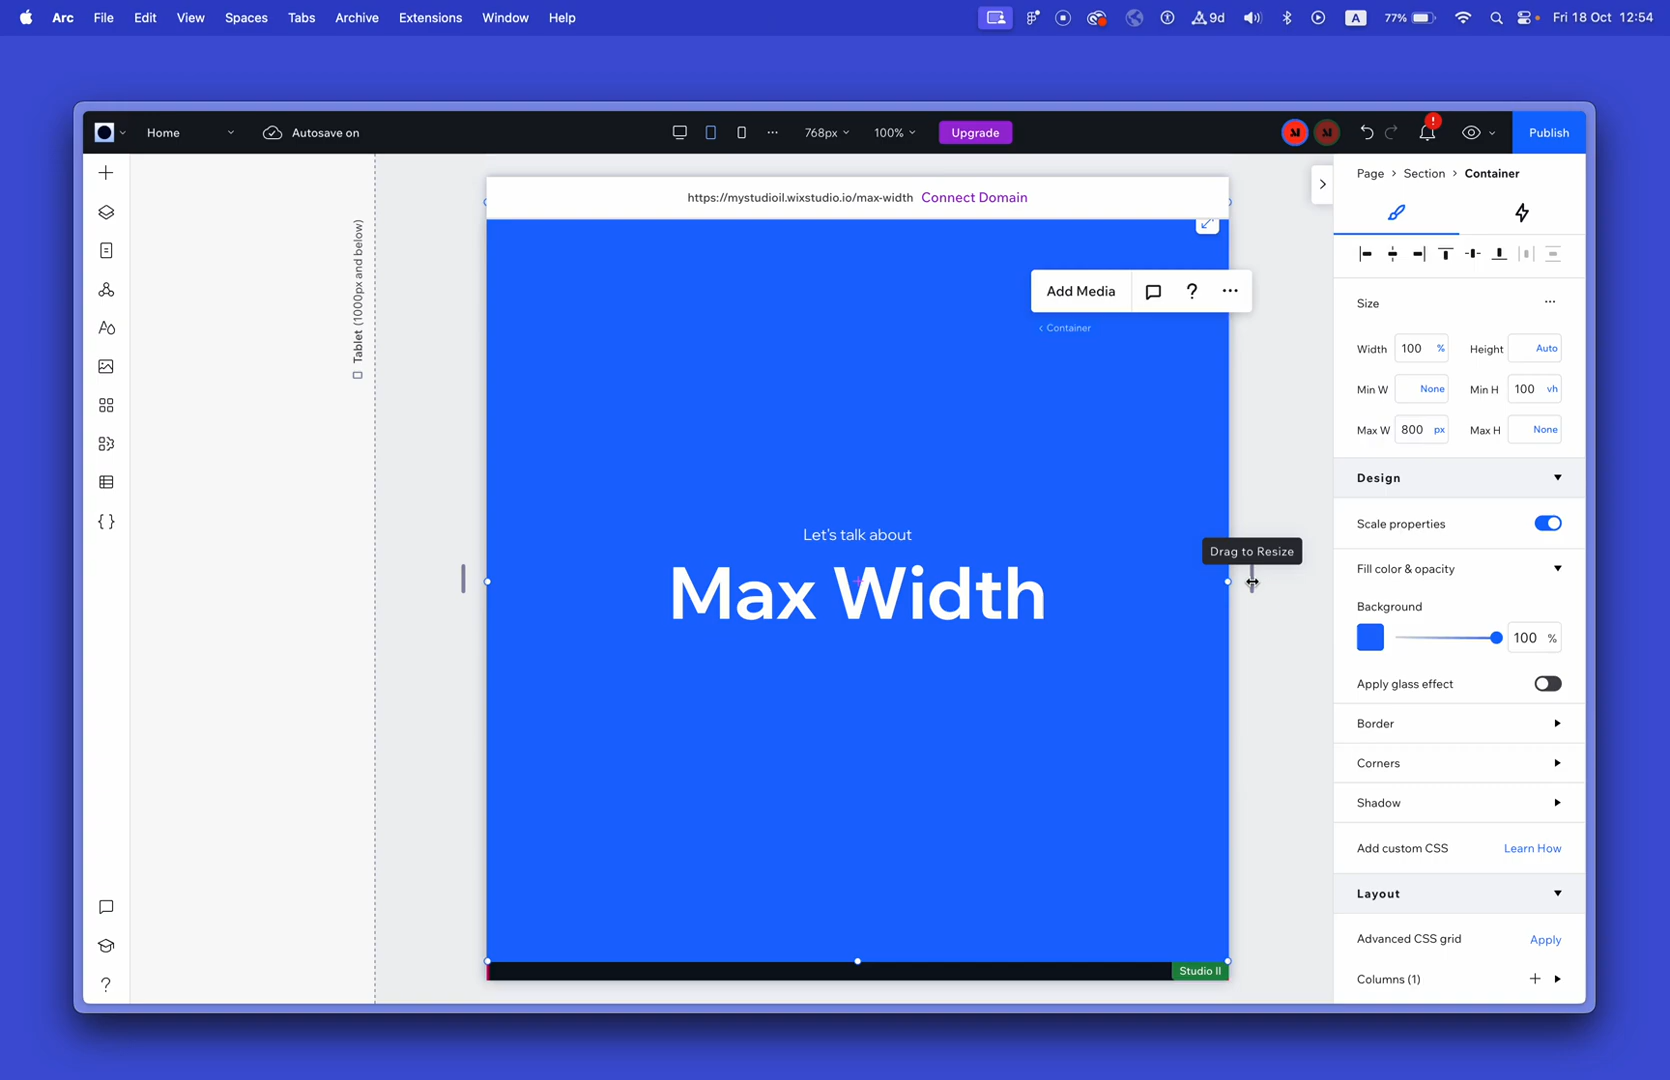 Arc File Edit View Spaces Tabs Archive Extensions Window Help
9d A 77% Fri 18 Oct 12:54
Home Autosave on 768px 100% Upgrade ! Publish
https://mystudioil.wixstudio.io/max-width Connect Domain
Tablet (1000px and below)
Add Media ?
< Container
Let's talk about
Max Width
Drag to Resize
Studio II
?
Page > Section > Container
Size
Width 100 % Height Auto
Min W None Min H 100 vh
Max W 800 px Max H None
Design
Scale properties
Fill color & opacity
Background
100 %
Apply glass effect
Border
Corners
Shadow
Add custom CSS Learn How
Layout
Advanced CSS grid Apply
Columns (1)